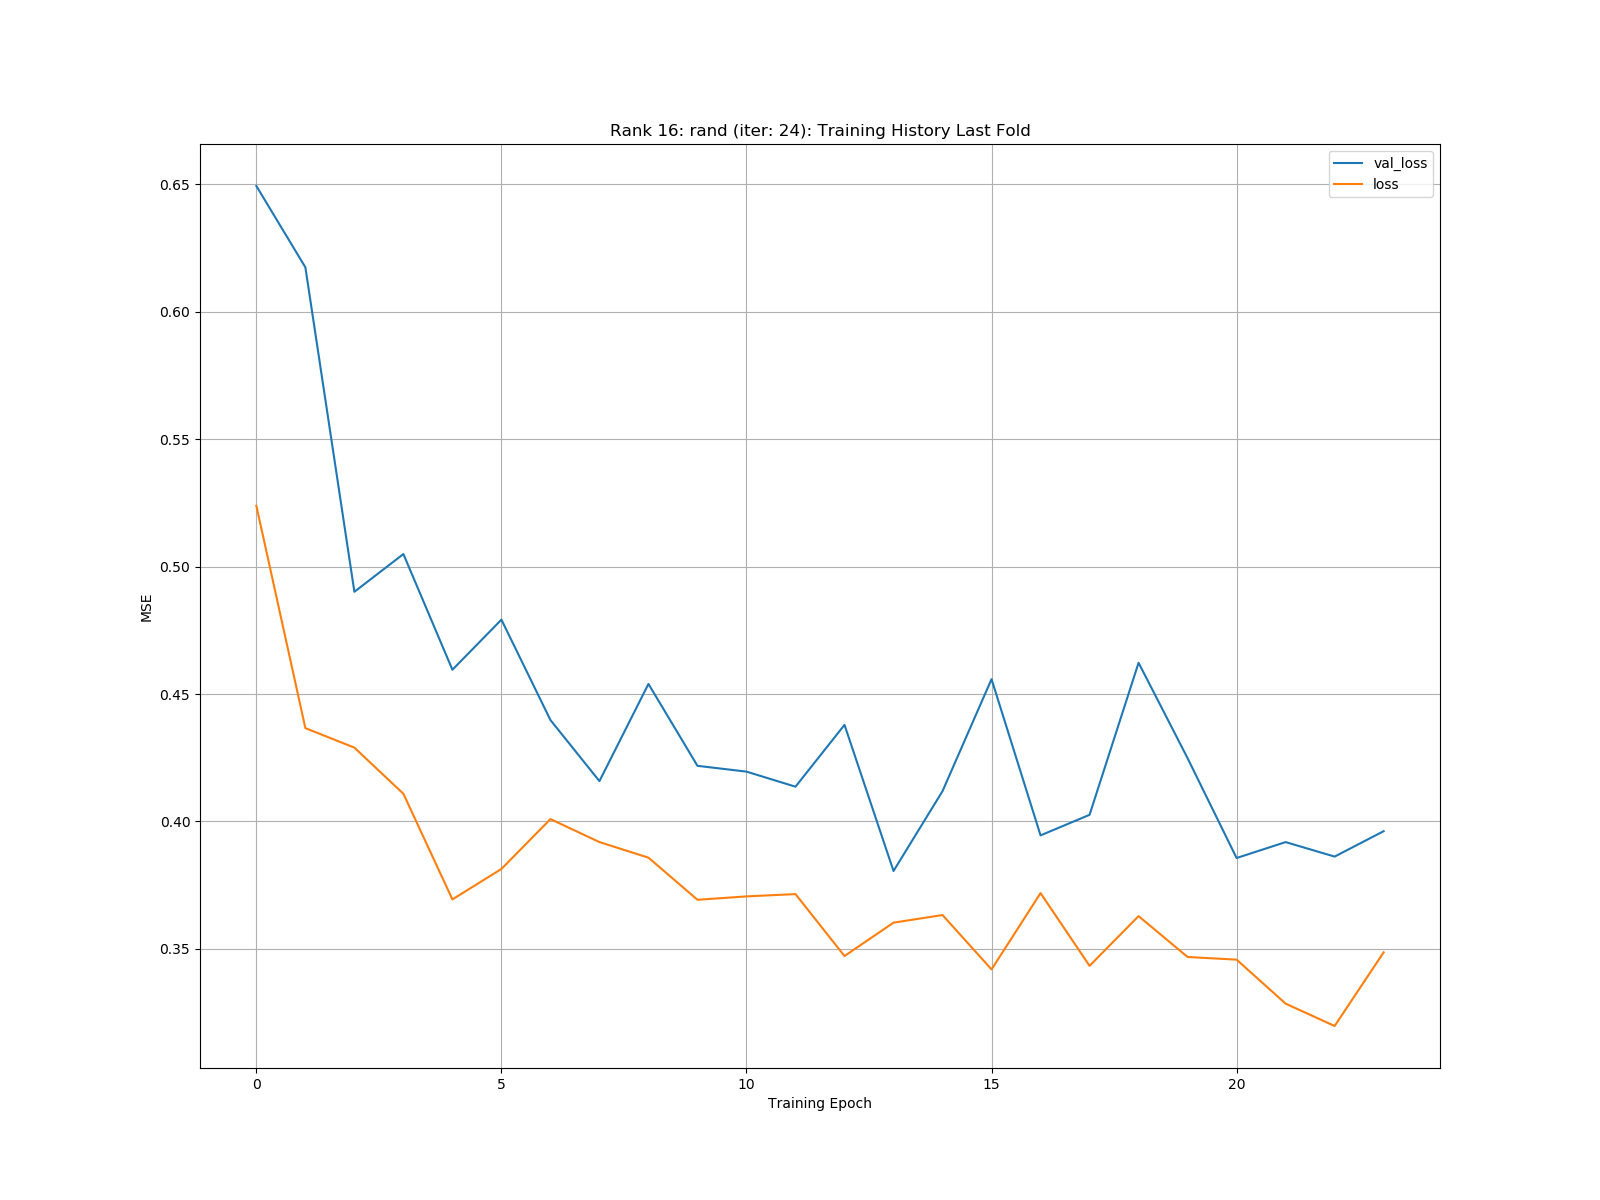 Rank 16: rand (iter: 24): Training History Last Fold
val_loss
loss
0.65
0.60
0.55
0.50
0.45
0.40
0.35
MSE
0 5 10 15 20
Training Epoch